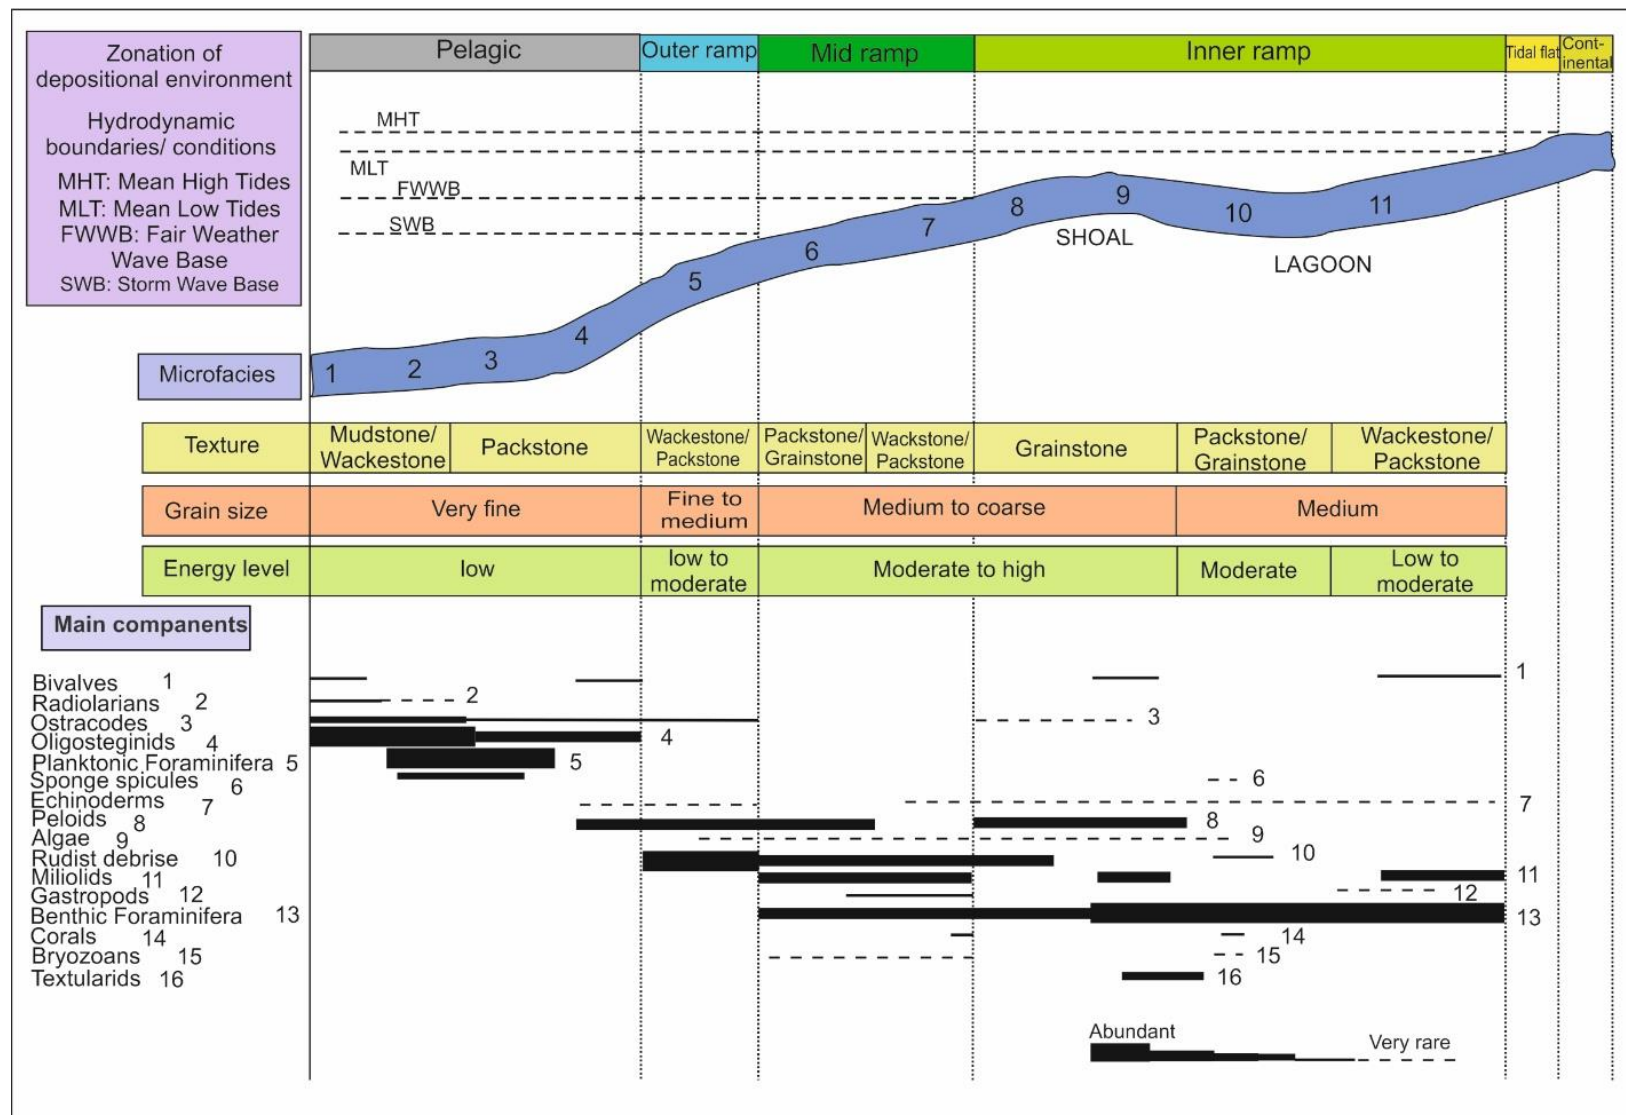 Zonation of
depositional environment
Hydrodynamic
boundaries/ conditions
MHT: Mean High Tides
MLT: Mean Low Tides
FWWB: Fair Weather
Wave Base
SWB: Storm Wave Base
Pelagic
Outer ramp
Mid ramp
Inner ramp
Tidal flat
Cont-
inental
MHT
MLT
FWWB
SWB
1
2
3
4
5
6
7
8
9
10
11
SHOAL
LAGOON
Microfacies
Texture
Mudstone/
Wackestone
Packstone
Wackestone/
Packstone
Packstone/
Grainstone
Wackstone/
Packstone
Grainstone
Packstone/
Grainstone
Wackestone/
Packstone
Grain size
Very fine
Fine to
medium
Medium to coarse
Medium
Energy level
low
low to
moderate
Moderate to high
Moderate
Low to
moderate
Main companents
Bivalves 1
1
Radiolarians 2
2
Ostracodes 3
3
Oligosteginids 4
4
Planktonic Foraminifera 5
5
Sponge spicules 6
6
Echinoderms 7
7
Peloids 8
8
Algae 9
9
Rudist debrise 10
10
Miliolids 11
11
Gastropods 12
12
Benthic Foraminifera 13
13
Corals 14
14
Bryozoans 15
15
Textularids 16
16
Abundant
Very rare